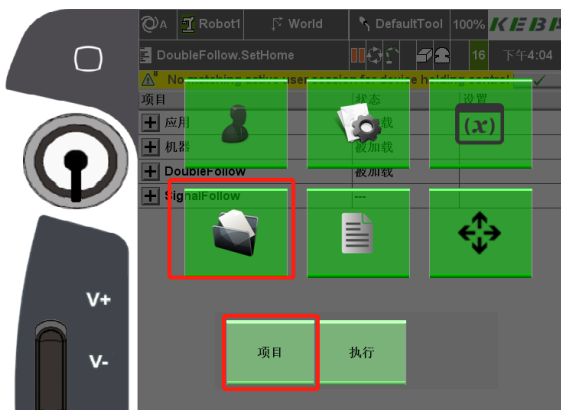 A Robot1 World DefaultTool 100% KEBA
DoubleFollow.SetHome 16 下午4:04
No matching active user session for device holding control
项目 状态 设置
应用 被加载
(x)
机器 被加载
DoubleFollow 被加载
SignalFollow ---
V+
V-
项目 执行